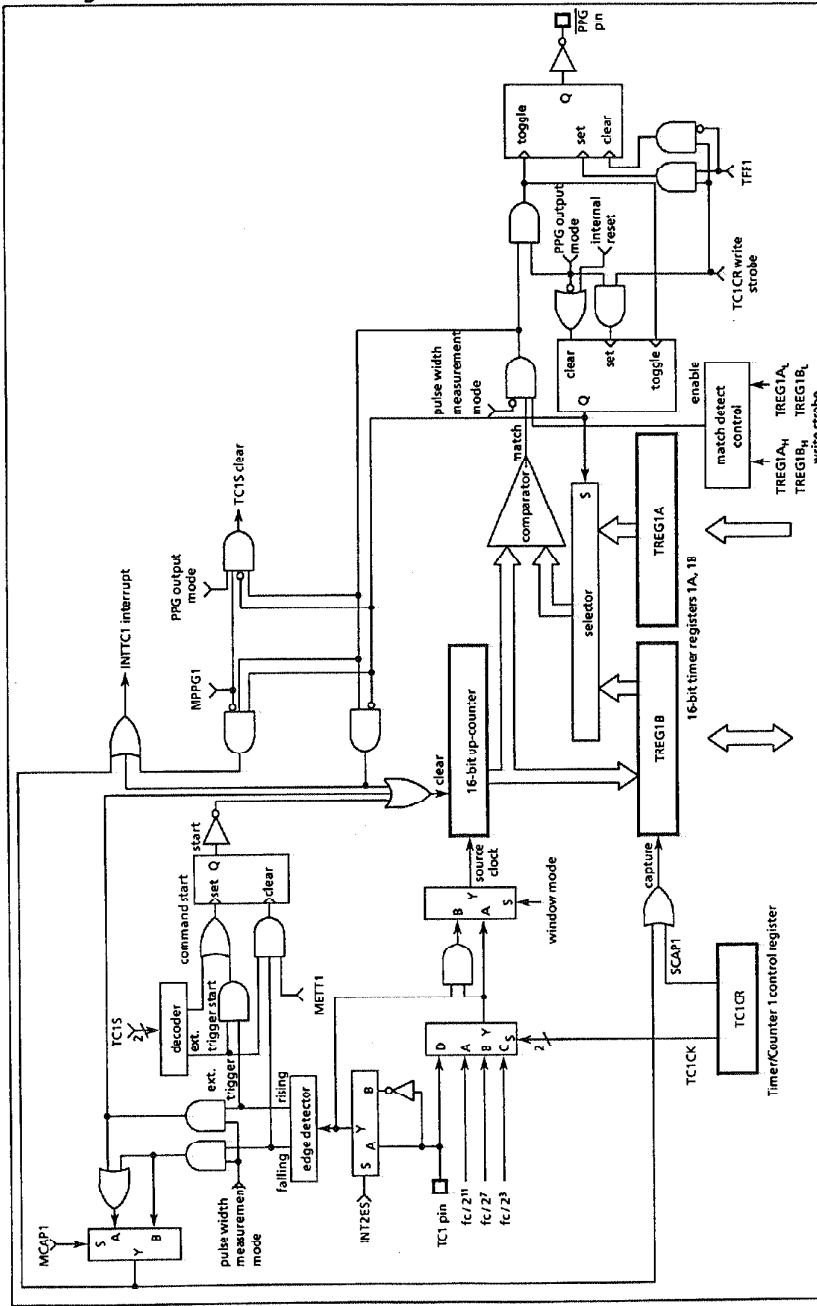 PPG
pin
toggle
Q
set
clear
TFF1
PPG output
mode
internal
reset
TC1CR write
strobe
clear
set
toggle
Q
enable
pulse width
measurement
mode
match
match detect
control
TREG1AH TREG1AL
TREG1BH TREG1BL
write strobe
comparator
S
selector
TREG1A
TREG1B
16-bit timer registers 1A, 1B
TC1S clear
PPG output
mode
INTTC1 interrupt
MPPG1
clear
16-bit up-counter
source
clock
capture
start
command start
set Q
clear
TC1S
2
decoder
ext.
trigger start
METT1
ext.
trigger
rising
falling
edge detector
B
Y
A
S
window mode
SCAP1
D
A
B Y
C S
2
TC1CK
TC1CR
Timer/Counter 1 control register
S
A
Y
B
INT2ES
TC1 pin
fc/2¹¹
fc/2⁷
fc/2³
MCAP1
S
A
Y
B
pulse width
measurement
mode